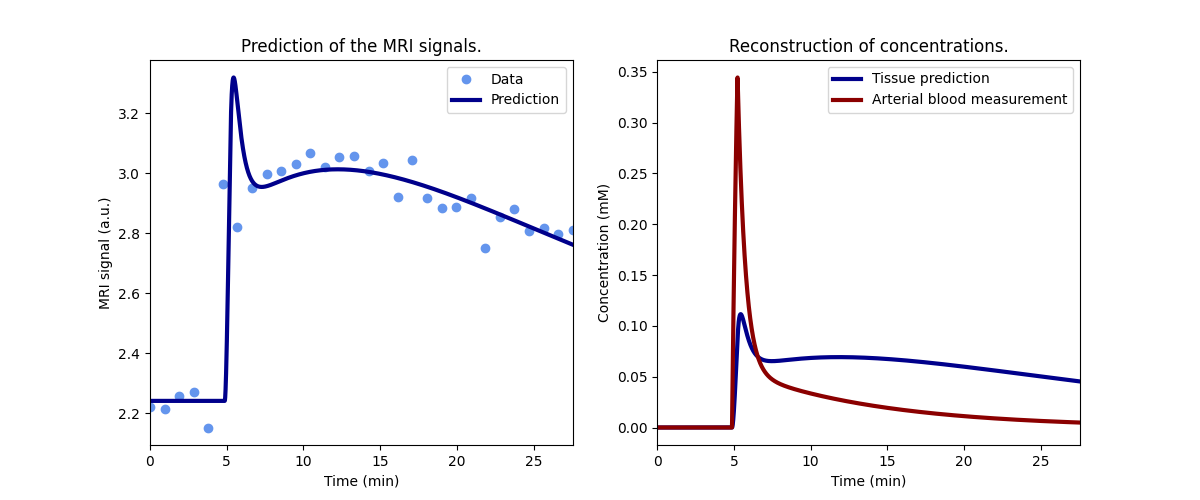 Prediction of the MRI signals.
Data
Prediction
3.2
3.0
2.8
2.6
2.4
2.2
MRI signal (a.u.)
0
5
10
15
20
25
Time (min)
Reconstruction of concentrations.
Tissue prediction
Arterial blood measurement
0.35
0.30
0.25
0.20
0.15
0.10
0.05
0.00
Concentration (mM)
0
5
10
15
20
25
Time (min)